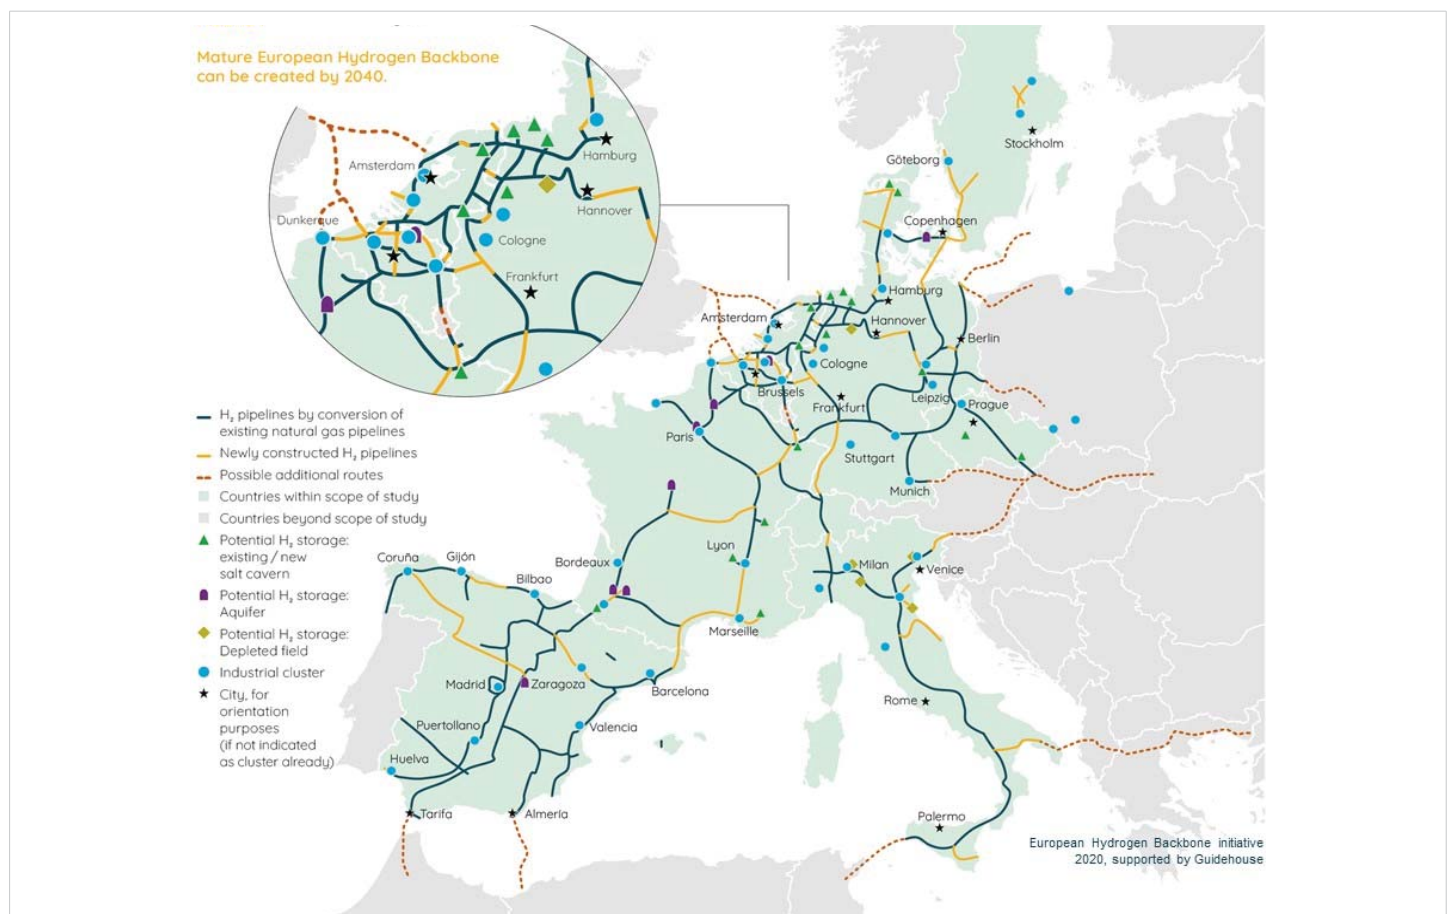 Mature European Hydrogen Backbone
can be created by 2040.
Amsterdam
Hamburg
Hannover
Dunkerque
Cologne
Frankfurt
H₂ pipelines by conversion of
existing natural gas pipelines
Newly constructed H₂ pipelines
Possible additional routes
Countries within scope of study
Countries beyond scope of study
Potential H₂ storage:
existing / new
salt cavern
Potential H₂ storage:
Aquifer
Potential H₂ storage:
Depleted field
Industrial cluster
City, for
orientation
purposes
(if not indicated
as cluster already)
Stockholm
Göteborg
Copenhagen
Hamburg
Amsterdam
Hannover
Berlin
Cologne
Brussels
Leipzig
Prague
Frankfurt
Paris
Stuttgart
Munich
Lyon
Coruña
Gijón
Bilbao
Bordeaux
Milan
Venice
Marseille
Madrid
Zaragoza
Barcelona
Rome
Puertollano
Valencia
Huelva
Tarifa
Almería
Palermo
European Hydrogen Backbone initiative
2020, supported by Guidehouse